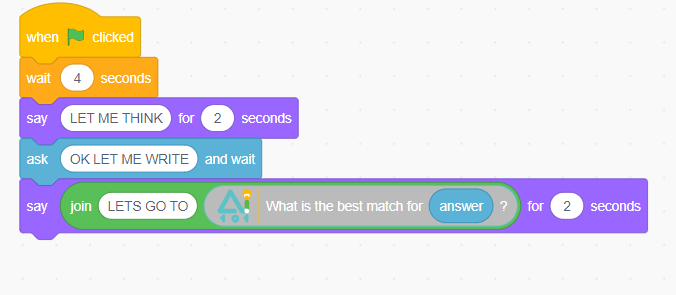 when clicked
wait 4 seconds
say LET ME THINK for 2 seconds
ask OK LET ME WRITE and wait
say join LETS GO TO What is the best match for answer ? for 2 seconds